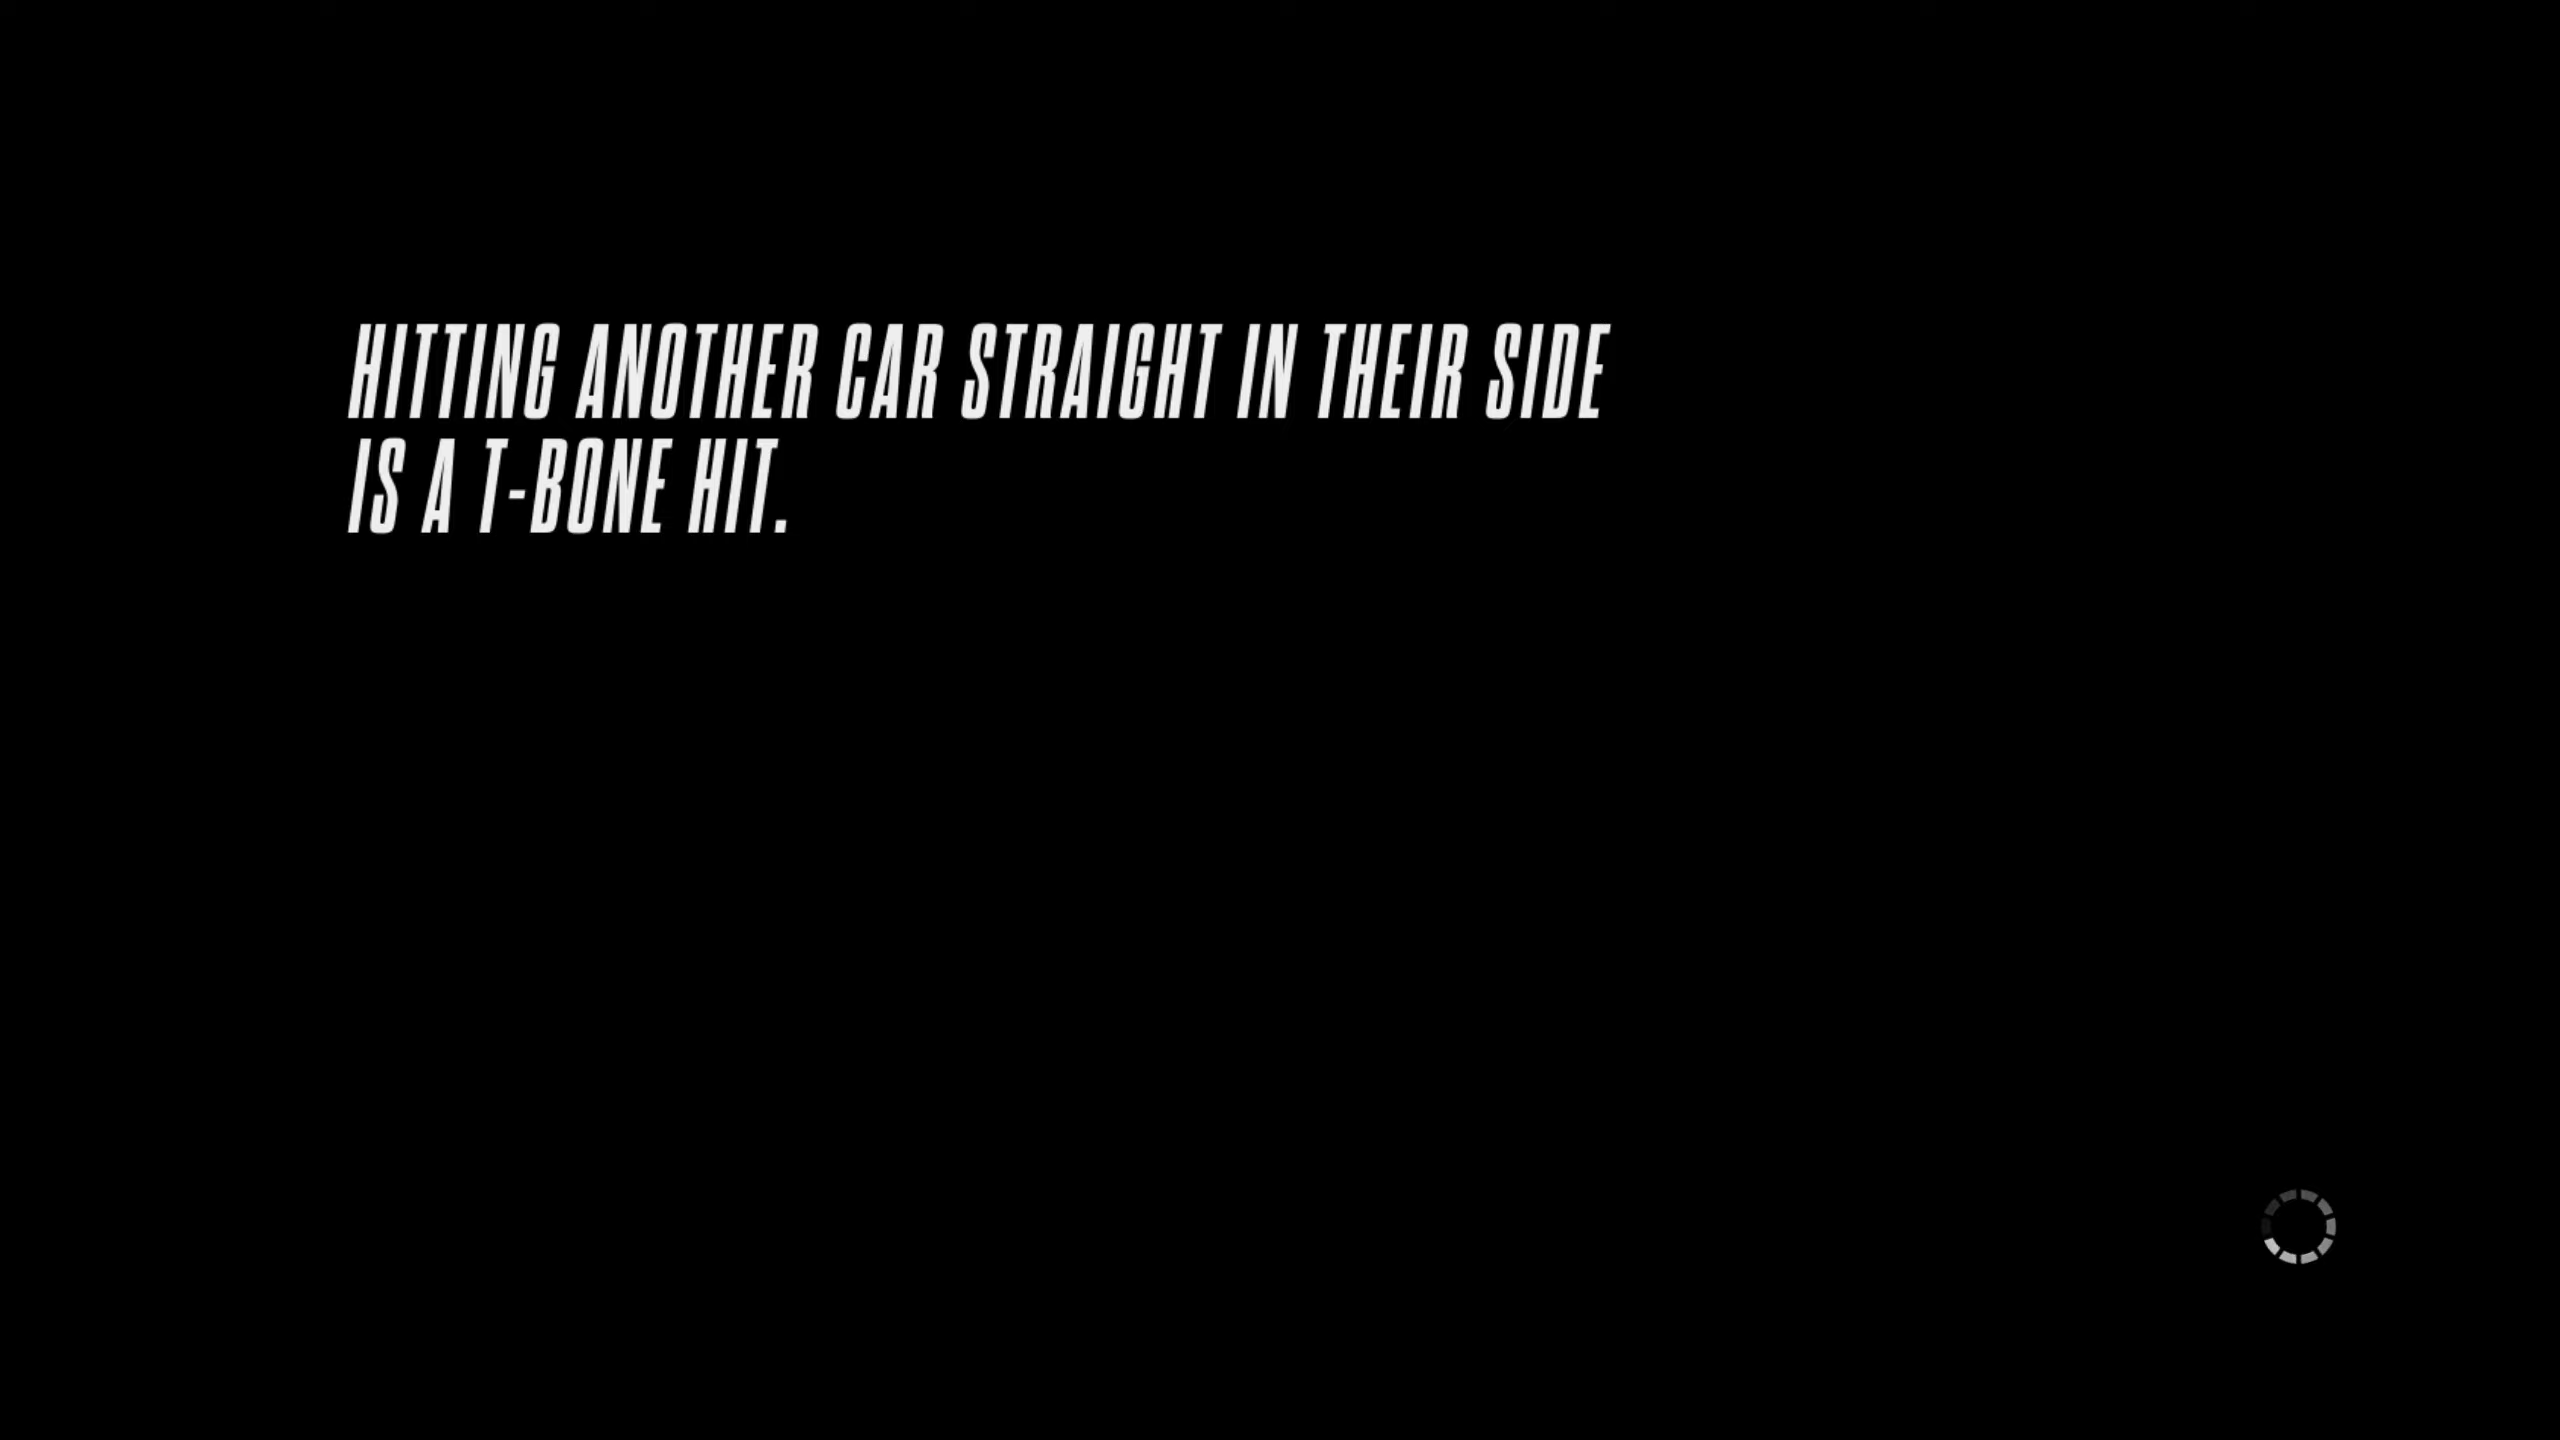 HITTING ANOTHER CAR STRAIGHT IN THEIR SIDE
IS A T-BONE HIT.